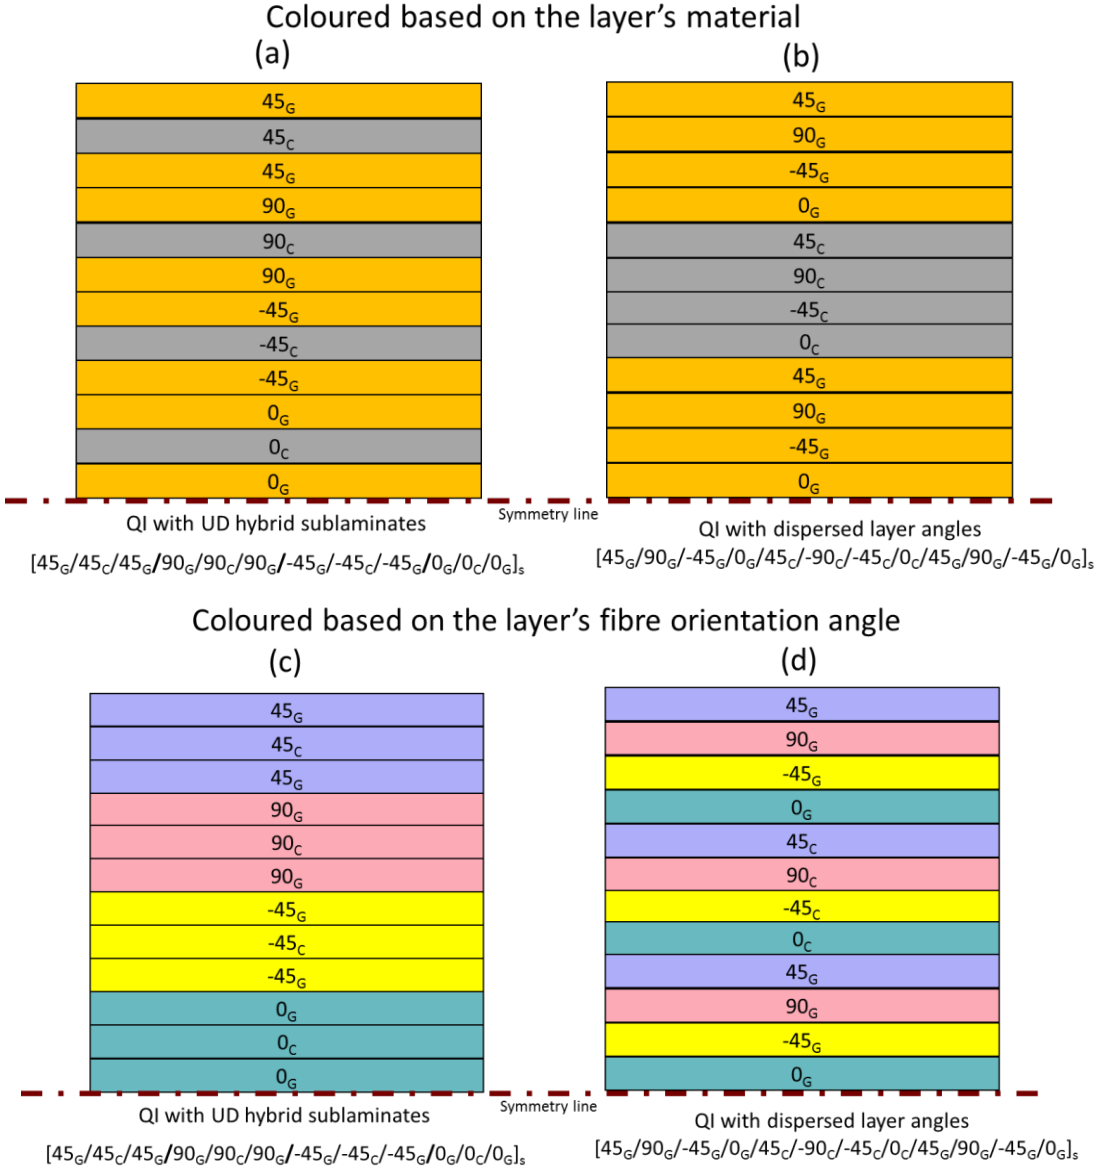 Coloured based on the layer's material
(a)
(b)
45G
45C
45G
90G
90C
90G
-45G
-45C
-45G
0G
0C
0G
45G
90G
-45G
0G
45C
90C
-45C
0C
45G
90G
-45G
0G
Symmetry line
QI with UD hybrid sublaminates
[45G/45C/45G/90G/90C/90G/-45G/-45C/-45G/0G/0C/0G]s
QI with dispersed layer angles
[45G/90G/-45G/0G/45C/-90C/-45C/0C/45G/90G/-45G/0G]s
Coloured based on the layer's fibre orientation angle
(c)
(d)
45G
45C
45G
90G
90C
90G
-45G
-45C
-45G
0G
0C
0G
45G
90G
-45G
0G
45C
90C
-45C
0C
45G
90G
-45G
0G
Symmetry line
QI with UD hybrid sublaminates
[45G/45C/45G/90G/90C/90G/-45G/-45C/-45G/0G/0C/0G]s
QI with dispersed layer angles
[45G/90G/-45G/0G/45C/-90C/-45C/0C/45G/90G/-45G/0G]s